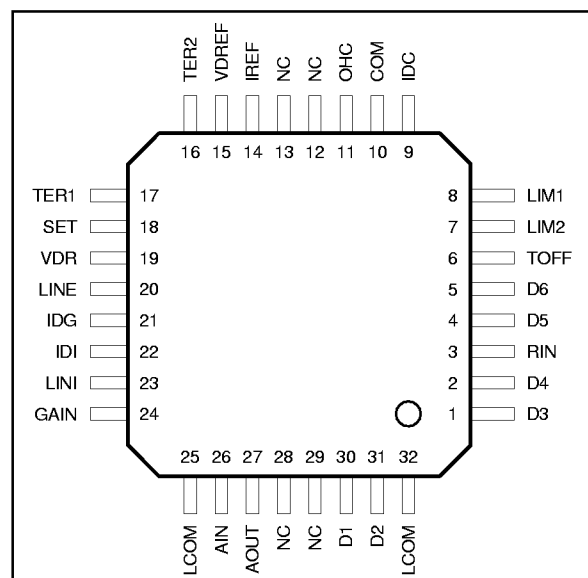 TER2 VDREF IREF NC NC OHC COM IDC
16 15 14 13 12 11 10 9
TER1 17 8 LIM1
SET 18 7 LIM2
VDR 19 6 TOFF
LINE 20 5 D6
IDG 21 4 D5
IDI 22 3 RIN
LINI 23 2 D4
GAIN 24 1 D3
25 26 27 28 29 30 31 32
LCOM AIN AOUT NC NC D1 D2 LCOM